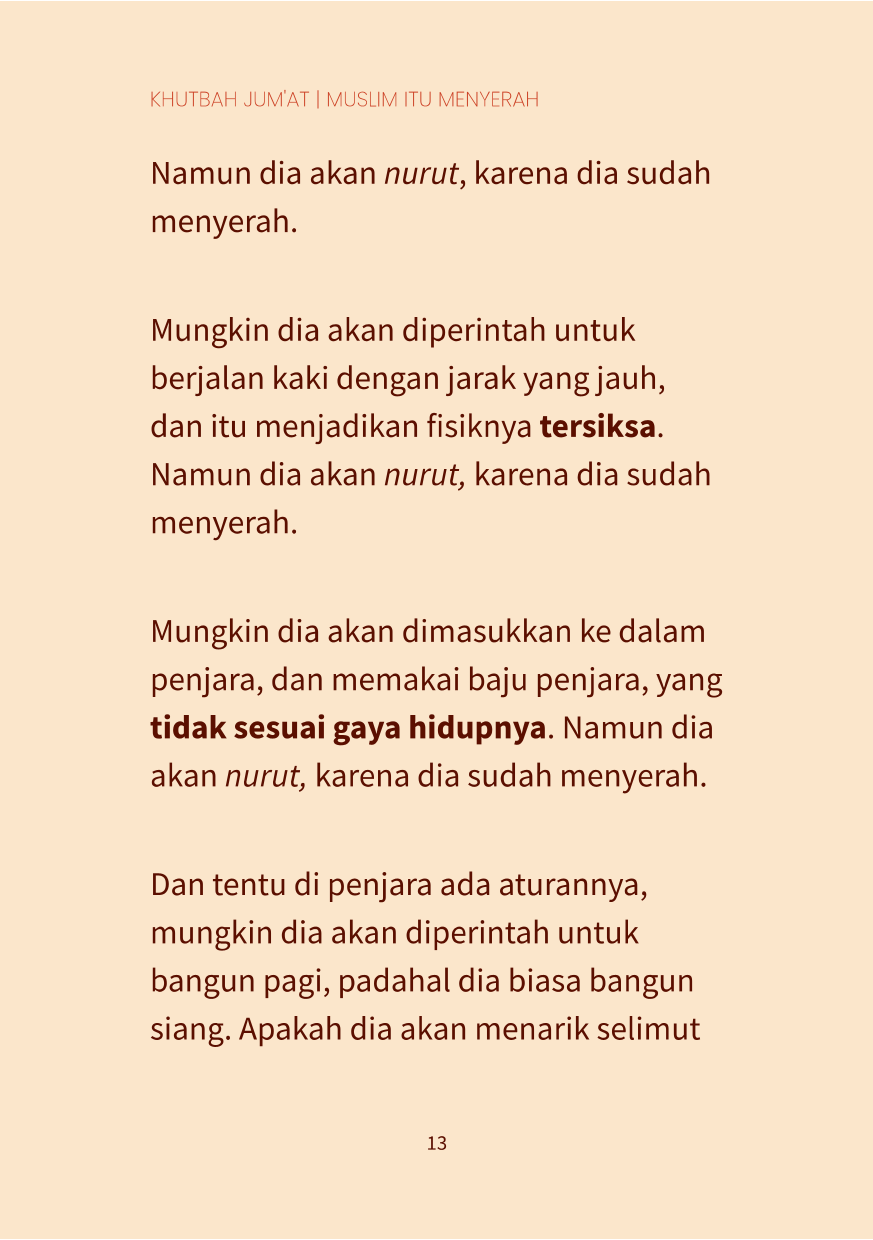 KHUTBAH JUM'AT | MUSLIM ITU MENYERAH
Namun dia akan nurut, karena dia sudah
menyerah.
Mungkin dia akan diperintah untuk
berjalan kaki dengan jarak yang jauh,
dan itu menjadikan fisiknya tersiksa.
Namun dia akan nurut, karena dia sudah
menyerah.
Mungkin dia akan dimasukkan ke dalam
penjara, dan memakai baju penjara, yang
tidak sesuai gaya hidupnya. Namun dia
akan nurut, karena dia sudah menyerah.
Dan tentu di penjara ada aturannya,
mungkin dia akan diperintah untuk
bangun pagi, padahal dia biasa bangun
siang. Apakah dia akan menarik selimut
13